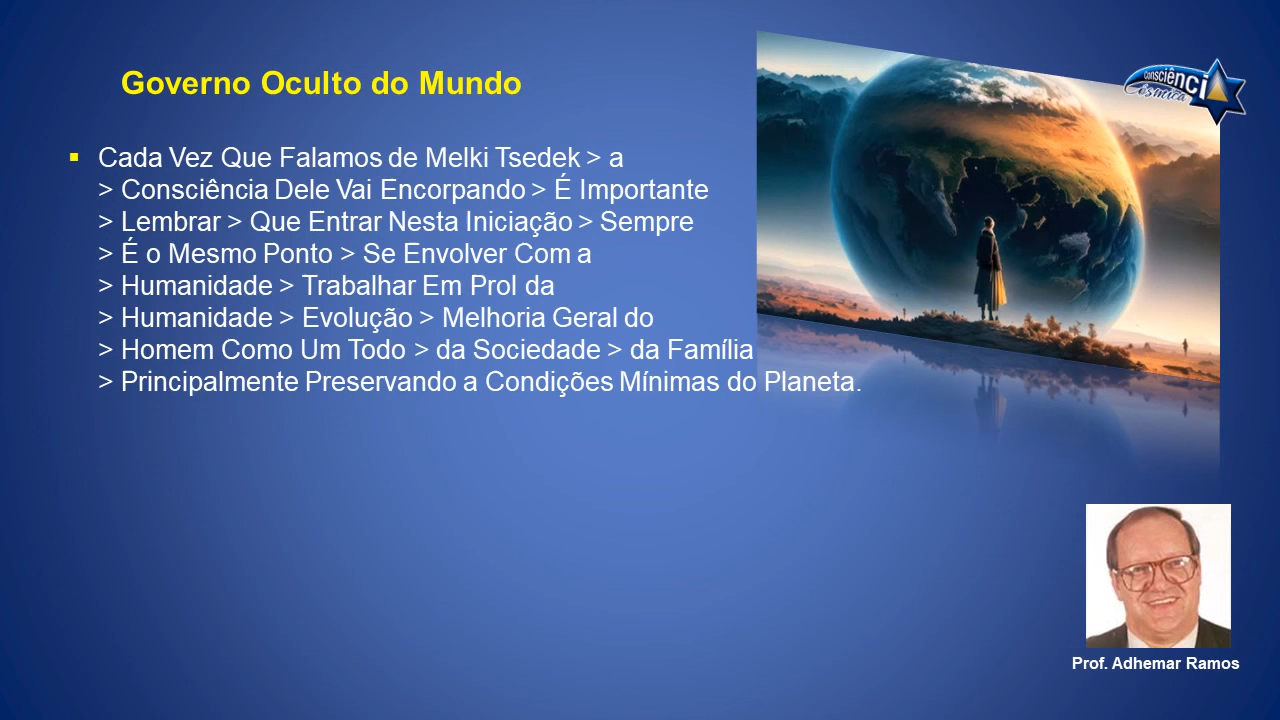 Governo Oculto do Mundo
consciência
Cósmica
▪ Cada Vez Que Falamos de Melki Tsedek > a
> Consciência Dele Vai Encorpando > É Importante
> Lembrar > Que Entrar Nesta Iniciação > Sempre
> É o Mesmo Ponto > Se Envolver Com a
> Humanidade > Trabalhar Em Prol da
> Humanidade > Evolução > Melhoria Geral do
> Homem Como Um Todo > da Sociedade > da Família
> Principalmente Preservando a Condições Mínimas do Planeta.
Prof. Adhemar Ramos